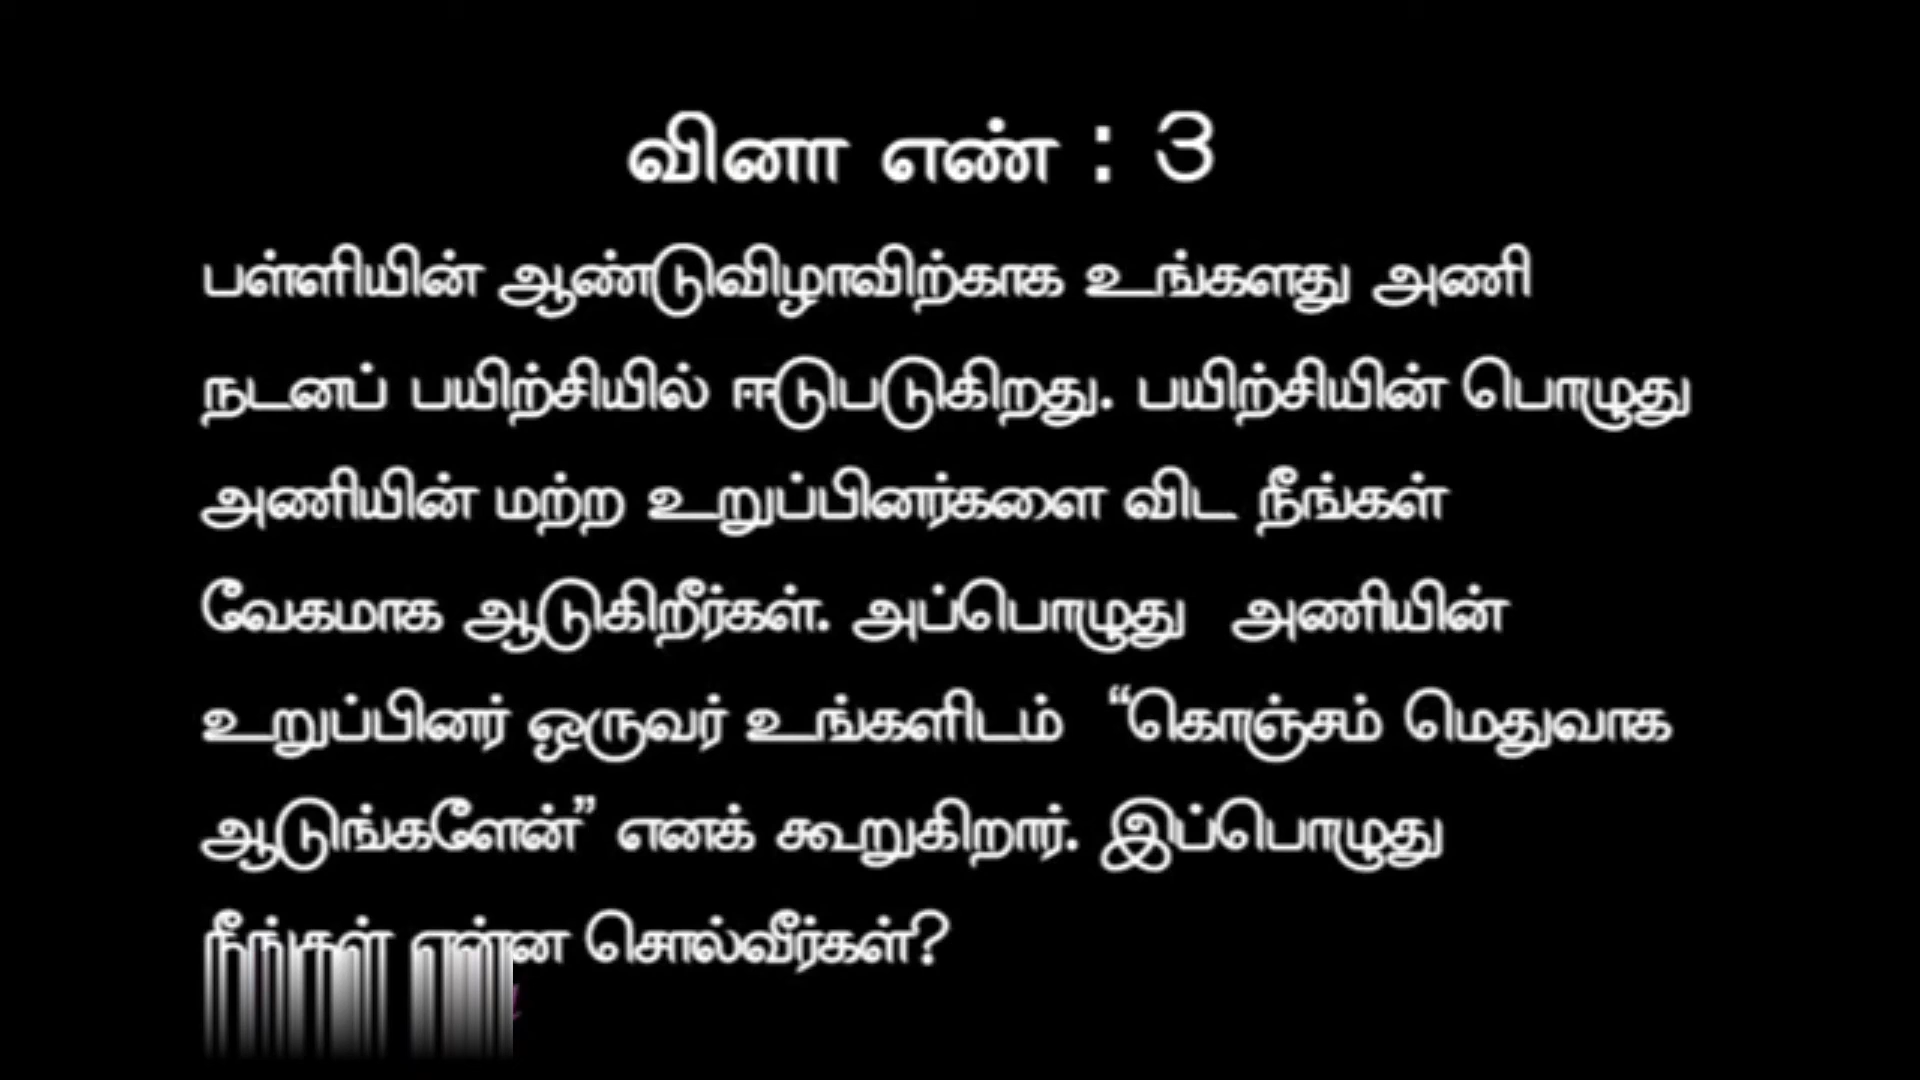 வினா எண் : 3
பள்ளியின் ஆண்டுவிழாவிற்காக உங்களது அணி
நடனப் பயிற்சியில் ஈடுபடுகிறது. பயிற்சியின் பொழுது
அணியின் மற்ற உறுப்பினர்களை விட நீங்கள்
வேகமாக ஆடுகிறீர்கள். அப்பொழுது அணியின்
உறுப்பினர் ஒருவர் உங்களிடம் “கொஞ்சம் மெதுவாக
ஆடுங்களேன்” எனக் கூறுகிறார். இப்பொழுது
நீங்கள் என்ன சொல்வீர்கள்?